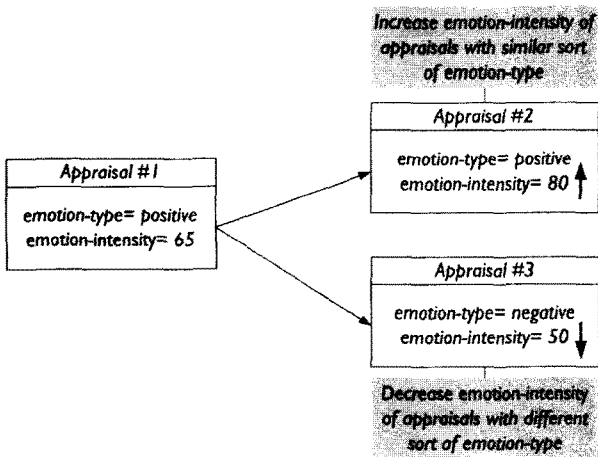 Increase emotion-intensity of
appraisals with similar sort
of emotion-type
Appraisal #2
emotion-type= positive
emotion-intensity= 80
Appraisal #1
emotion-type= positive
emotion-intensity= 65
Appraisal #3
emotion-type= negative
emotion-intensity= 50
Decrease emotion-intensity
of appraisals with different
sort of emotion-type